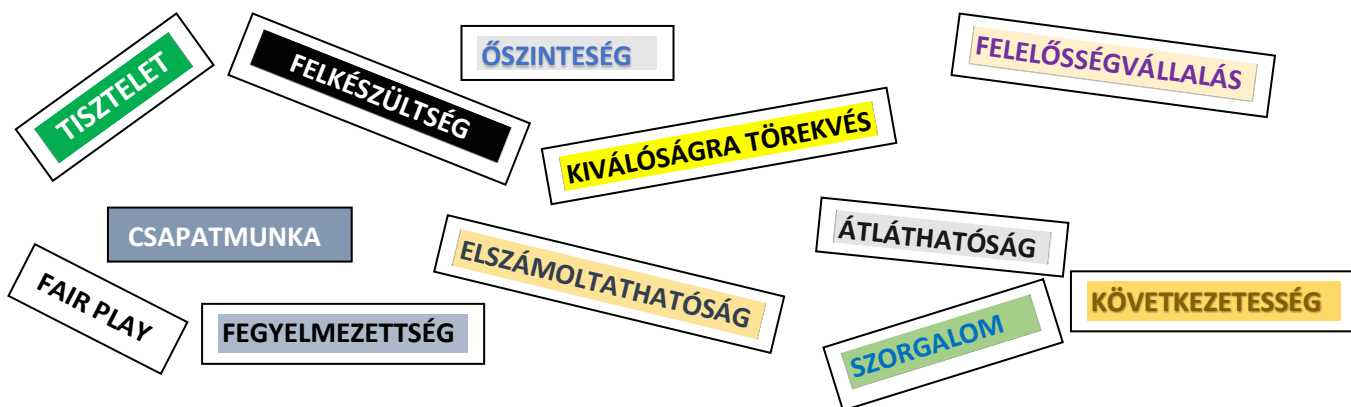 TISZTELET
FELKÉSZÜLTSÉG
ŐSZINTESÉG
FELELŐSSÉGVÁLLALÁS
KIVÁLÓSÁGRA TÖREKVÉS
CSAPATMUNKA
ELSZÁMOLTATHATÓSÁG
ÁTLÁTHATÓSÁG
FAIR PLAY
FEGYELMEZETTSÉG
SZORGALOM
KÖVETKEZETESSÉG